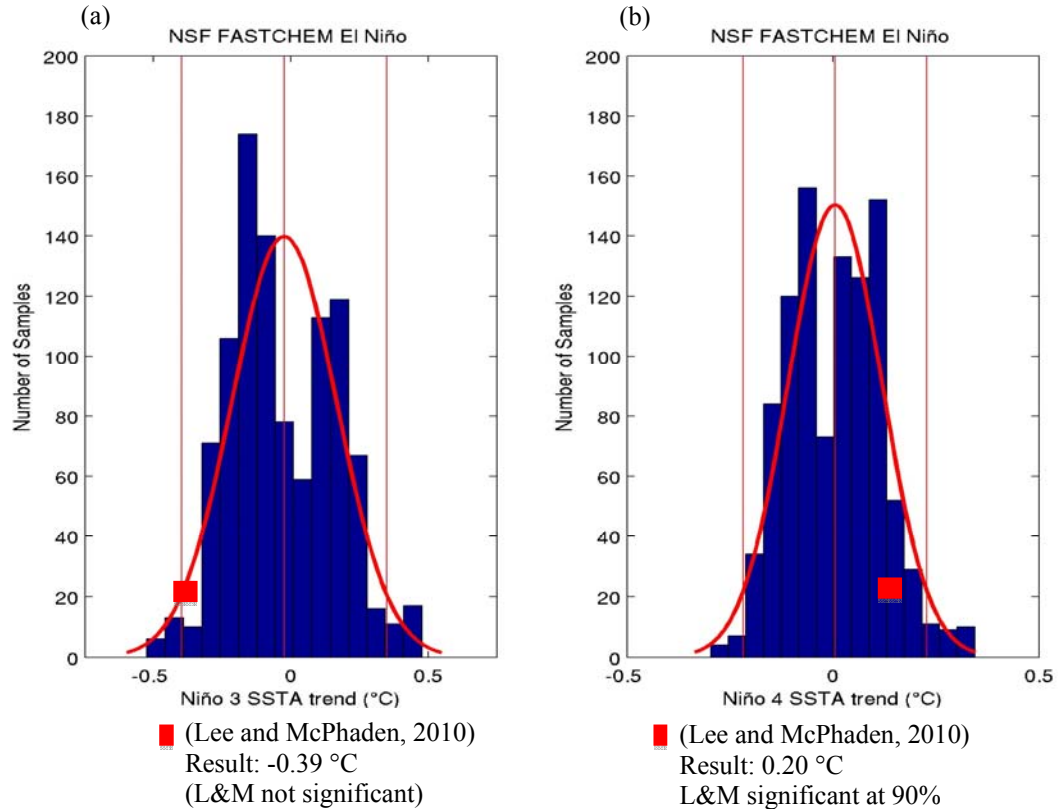 (a)
NSF FASTCHEM El Niño
200
180
160
140
120
100
80
60
40
20
0
Number of Samples
-0.5
0
0.5
Niño 3 SSTA trend (°C)
(Lee and McPhaden, 2010)
Result: -0.39 °C
(L&M not significant)
(b)
NSF FASTCHEM El Niño
200
180
160
140
120
100
80
60
40
20
0
Number of Samples
-0.5
0
0.5
Niño 4 SSTA trend (°C)
(Lee and McPhaden, 2010)
Result: 0.20 °C
L&M significant at 90%